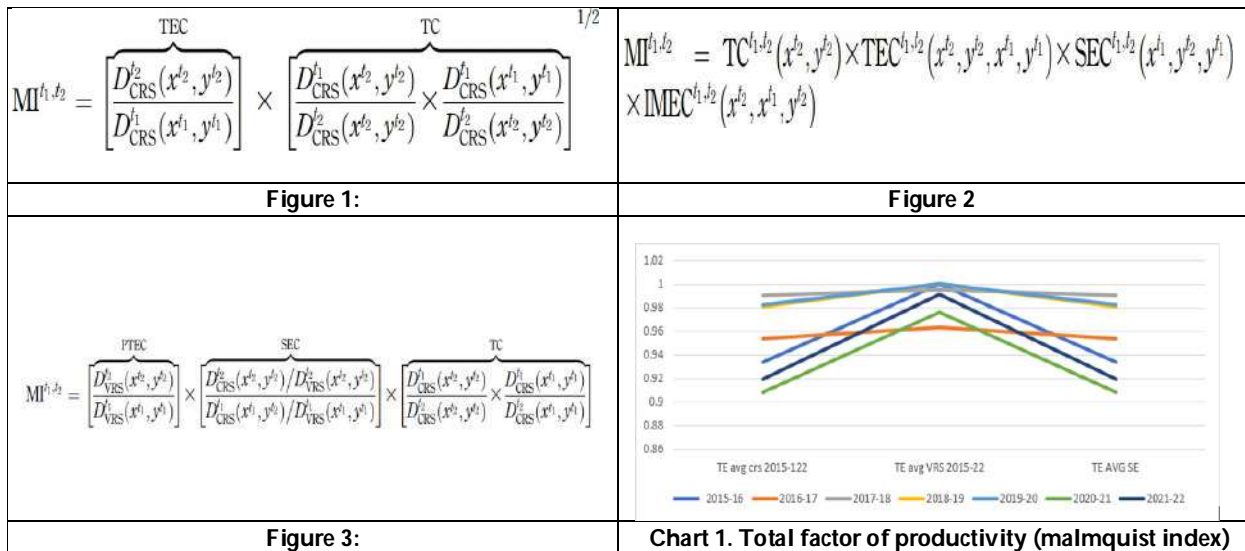 TEC TC 1/2
MI^{t₁,t₂} = [D^{t₂}_{CRS}(x^{t₂}, y^{t₂}) / D^{t₁}_{CRS}(x^{t₁}, y^{t₁})] × [D^{t₁}_{CRS}(x^{t₂}, y^{t₂}) / D^{t₂}_{CRS}(x^{t₂}, y^{t₂}) × D^{t₁}_{CRS}(x^{t₁}, y^{t₁}) / D^{t₂}_{CRS}(x^{t₂}, y^{t₂})]
MI^{t₁,t₂} = TC^{t₁,t₂}(x^{t₂}, y^{t₂})×TEC^{t₁,t₂}(x^{t₂}, y^{t₂}, x^{t₁}, y^{t₁})×SEC^{t₁,t₂}(x^{t₁}, y^{t₂}, y^{t₁})
×IMEC^{t₁,t₂}(x^{t₂}, x^{t₁}, y^{t₂})
Figure 1:
Figure 2
PTEC SEC TC
MI^{t₁,t₂} = [D^{t₂}_{VRS}(x^{t₂}, y^{t₂}) / D^{t₁}_{VRS}(x^{t₁}, y^{t₁})] × [D^{t₂}_{CRS}(x^{t₂}, y^{t₂})/D^{t₂}_{VRS}(x^{t₂}, y^{t₂}) / D^{t₁}_{CRS}(x^{t₁}, y^{t₁})/D^{t₁}_{VRS}(x^{t₁}, y^{t₁})] × [D^{t₁}_{CRS}(x^{t₂}, y^{t₂}) / D^{t₂}_{CRS}(x^{t₂}, y^{t₂}) × D^{t₁}_{CRS}(x^{t₁}, y^{t₁}) / D^{t₂}_{CRS}(x^{t₁}, y^{t₁})]
1.02
1
0.98
0.96
0.94
0.92
0.9
0.88
0.86
TE avg crs 2015-122 TE avg VRS 2015-22 TE AVG SE
2015-16 2016-17 2017-18 2018-19 2019-20 2020-21 2021-22
Figure 3:
Chart 1. Total factor of productivity (malmquist index)